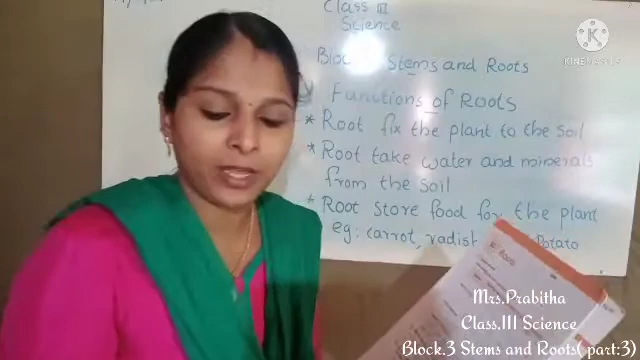 Class III
Science
KINEMASTER
Stems and Roots
Functions of Roots
* Root fix the plant to the soil
* Root take water and minerals
from the soil
* Root store food for the plant
eg: carrot, radish Potato
Mrs.Prabitha
Class.III Science
Block.3 Stems and Roots( part:3)